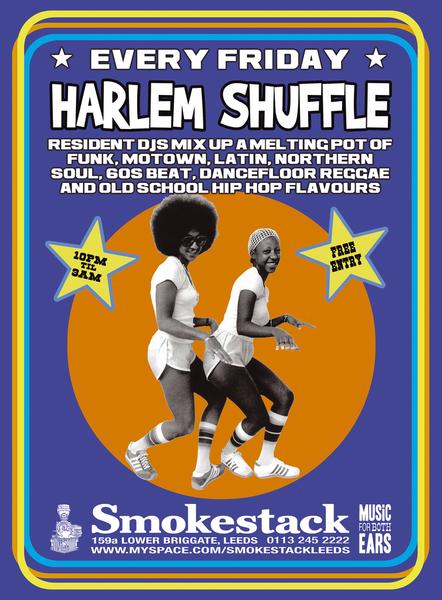 EVERY FRIDAY
HARLEM SHUFFLE
RESIDENT DJS MIX UP A MELTING POT OF
FUNK, MOTOWN, LATIN, NORTHERN
SOUL, 60S BEAT, DANCEFLOOR REGGAE
AND OLD SCHOOL HIP HOP FLAVOURS
10PM
TIL
3AM
FREE
ENTRY
Smokestack
159a LOWER BRIGGATE, LEEDS 0113 245 2222
WWW.MYSPACE.COM/SMOKESTACKLEEDS
MUSIC
FOR BOTH
EARS